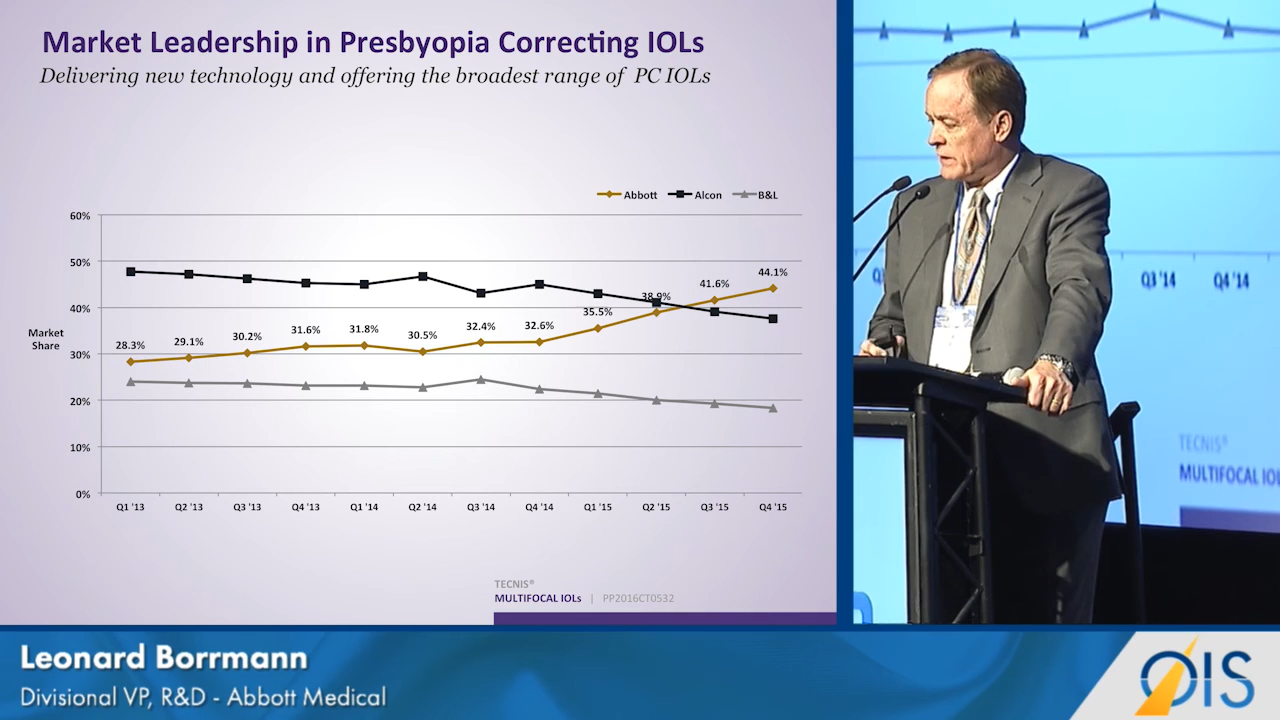 Market Leadership in Presbyopia Correcting IOLs
Delivering new technology and offering the broadest range of PC IOLs
Abbott Alcon B&L
60%
50%
40%
30%
20%
10%
0%
Market
Share
28.3% 29.1% 30.2% 31.6% 31.8% 30.5% 32.4% 32.6% 35.5% 38.9% 41.6% 44.1%
Q1 '13 Q2 '13 Q3 '13 Q4 '13 Q1 '14 Q2 '14 Q3 '14 Q4 '14 Q1 '15 Q2 '15 Q3 '15 Q4 '15
TECNIS®
MULTIFOCAL IOLs | PP2016CT0532
Q3 '14 Q4 '14
TECNIS®
MULTIFOCAL IOL
Leonard Borrmann
Divisional VP, R&D - Abbott Medical
OIS